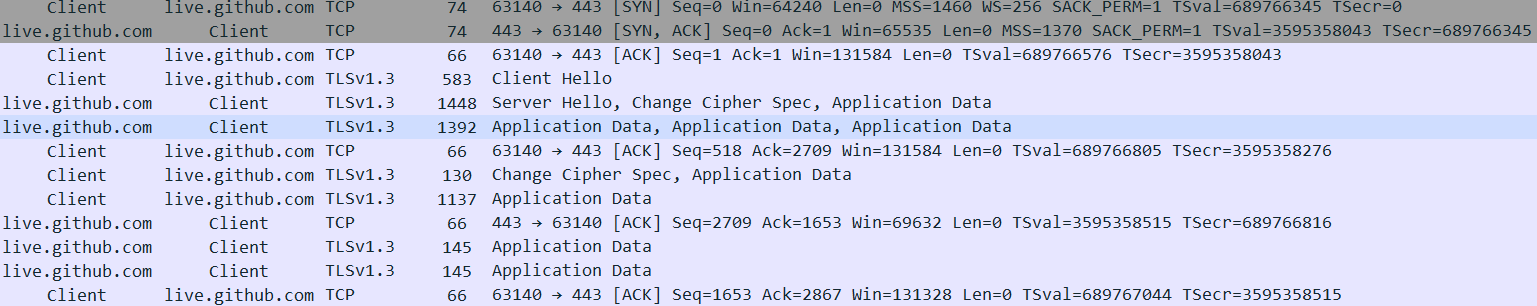 Client live.github.com TCP 74 63140 → 443 [SYN] Seq=0 Win=64240 Len=0 MSS=1460 WS=256 SACK_PERM=1 TSval=689766345 TSecr=0
live.github.com Client TCP 74 443 → 63140 [SYN, ACK] Seq=0 Ack=1 Win=65535 Len=0 MSS=1370 SACK_PERM=1 TSval=3595358043 TSecr=689766345
Client live.github.com TCP 66 63140 → 443 [ACK] Seq=1 Ack=1 Win=131584 Len=0 TSval=689766576 TSecr=3595358043
Client live.github.com TLSv1.3 583 Client Hello
live.github.com Client TLSv1.3 1448 Server Hello, Change Cipher Spec, Application Data
live.github.com Client TLSv1.3 1392 Application Data, Application Data, Application Data
Client live.github.com TCP 66 63140 → 443 [ACK] Seq=518 Ack=2709 Win=131584 Len=0 TSval=689766805 TSecr=3595358276
Client live.github.com TLSv1.3 130 Change Cipher Spec, Application Data
Client live.github.com TLSv1.3 1137 Application Data
live.github.com Client TCP 66 443 → 63140 [ACK] Seq=2709 Ack=1653 Win=69632 Len=0 TSval=3595358515 TSecr=689766816
live.github.com Client TLSv1.3 145 Application Data
live.github.com Client TLSv1.3 145 Application Data
Client live.github.com TCP 66 63140 → 443 [ACK] Seq=1653 Ack=2867 Win=131328 Len=0 TSval=689767044 TSecr=3595358515